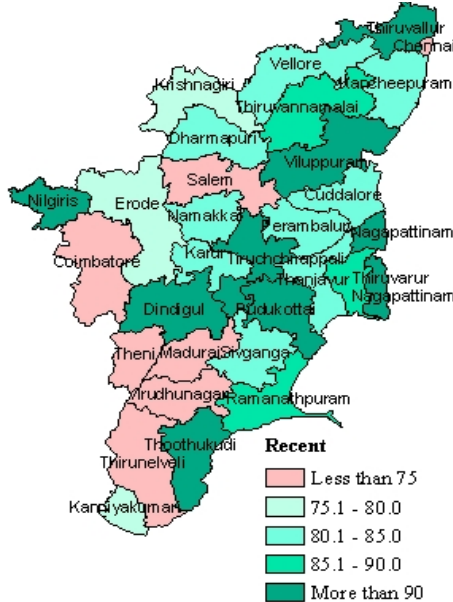 Thiruvallur
Chennai
Vellore
Kancheepuram
Krishnagiri
Thiruvannamalai
Dharmapuri
Viluppuram
Salem
Nilgiris
Erode
Cuddalore
Namakkal
Perambalur
Nagapattinam
Coimbatore
Karur
Tiruchchirappalli
Thanjavur
Thiruvarur
Nagapattinam
Dindigul
Pudukottai
Theni
Madurai
Sivganga
Virudhunagar
Ramanathpuram
Thoothukudi
Thirunelveli
Kanniyakumari
Recent
Less than 75
75.1 - 80.0
80.1 - 85.0
85.1 - 90.0
More than 90